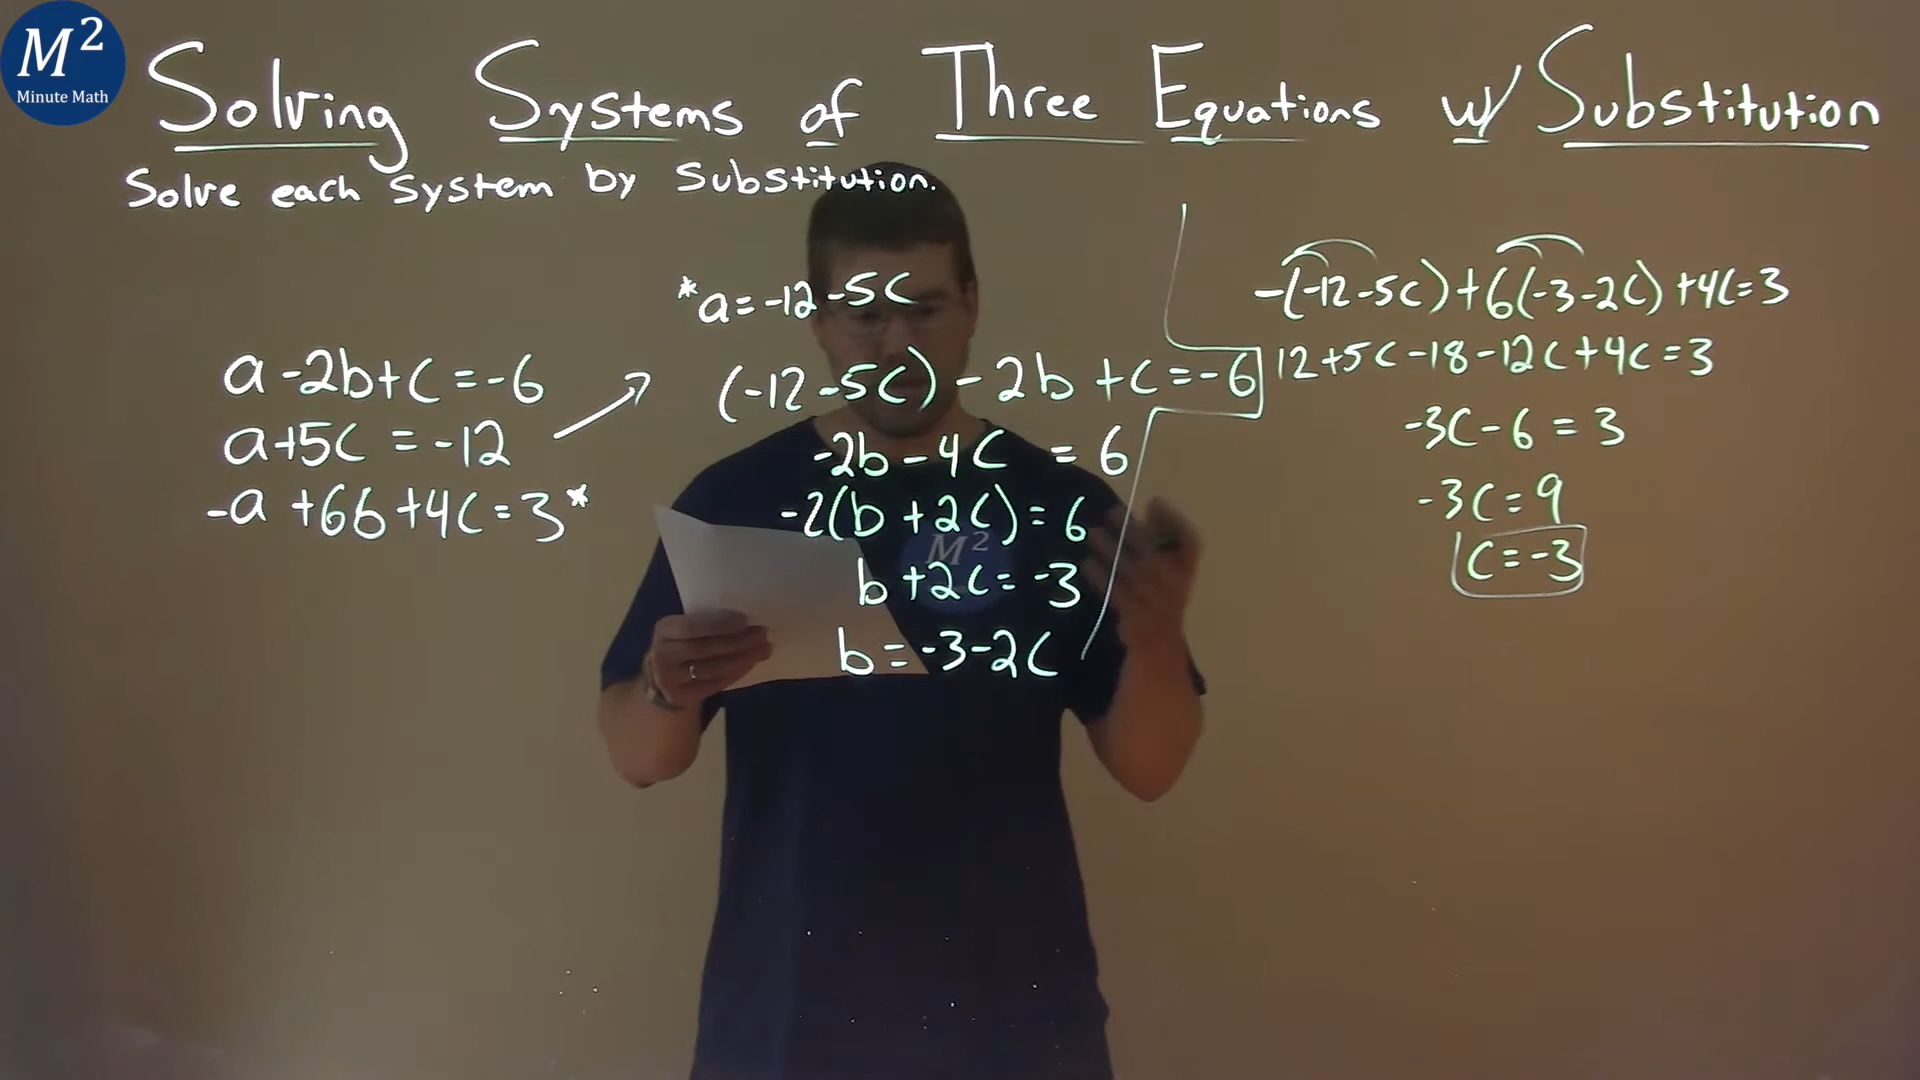 M²
Minute Math
Solving Systems of Three Equations w/ Substitution
Solve each system by substitution.
a-2b+c=-6
a+5c=-12
-a+6b+4c=3*
*a=-12-5c
(-12-5c)-2b+c=-6
-2b-4c=6
-2(b+2c)=6
b+2c=-3
b=-3-2c
-(-12-5c)+6(-3-2c)+4c=3
12+5c-18-12c+4c=3
-3c-6=3
-3c=9
c=-3
M²